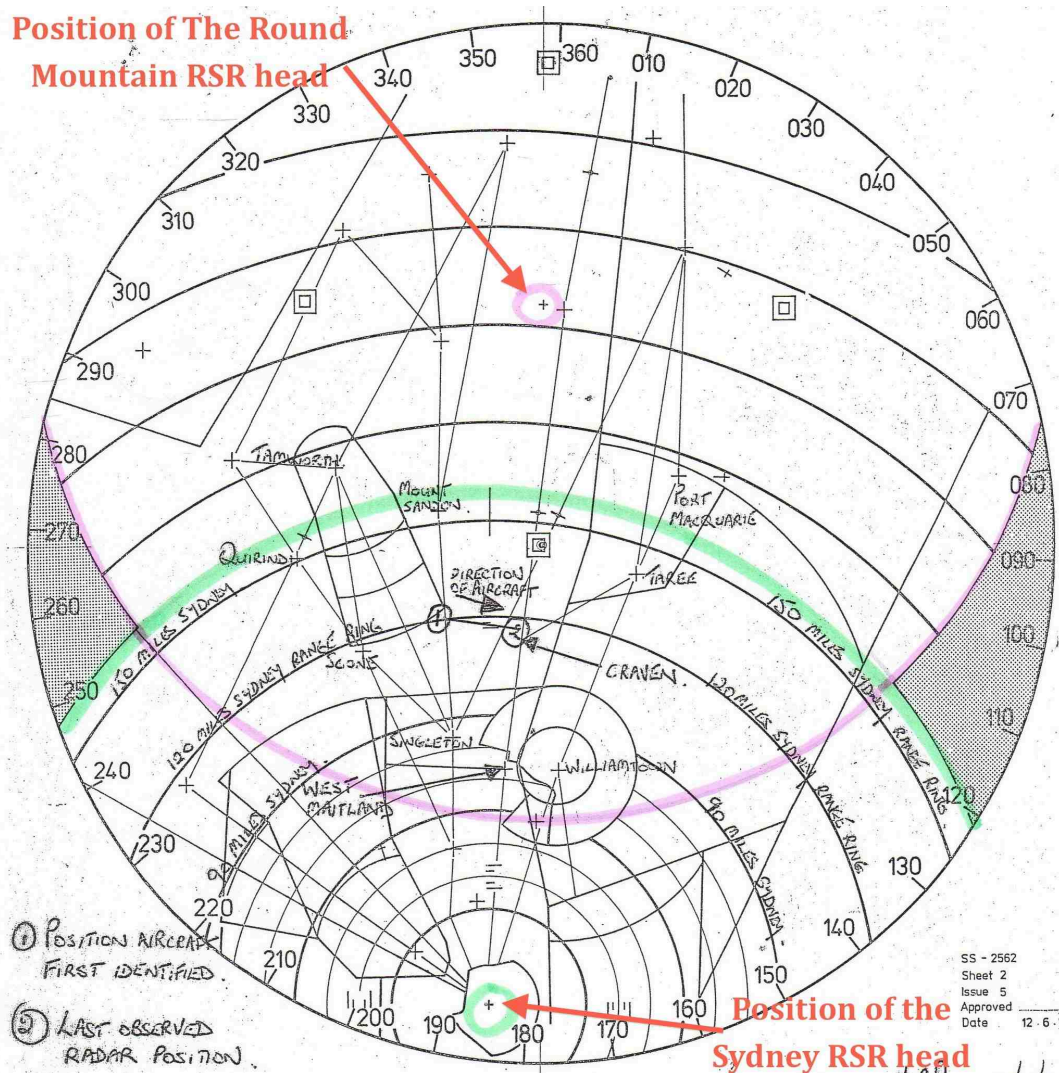 Position of The Round
Mountain RSR head
350
360
010
340
020
330
030
320
040
310
050
300
060
290
070
280
080
TAMWORTH
MOUNT
SANDON
PORT
MACQUARIE
270
090
QUIRINDI
DIRECTION
OF AIRCRAFT
TAREE
260
100
1
2
150 MILES SYDNEY
150 MILES SYDNEY RANGE RING
250
110
120 MILES SYDNEY RANGE RING
SCONE
CRAVEN.
120 MILES SYDNEY RANGE RING
240
120
SINGLETON
WILLIAMTOWN
WEST
MAITLAND
90 MILES SYDNEY.
90 MILES SYDNEY.
230
130
220
140
210
150
200
190
180
170
160
① POSITION AIRCRAFT
FIRST IDENTIFIED.
② LAST OBSERVED
RADAR POSITION.
SS - 2562
Sheet 2
Issue 5
Approved
Date 12 - 6 -
Position of the
Sydney RSR head